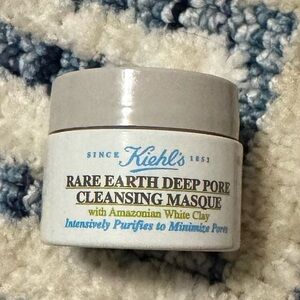 SINCE Kiehl's 1851
RARE EARTH DEEP PORE
CLEANSING MASQUE
with Amazonian White Clay
Intensively Purifies to Minimize Pores